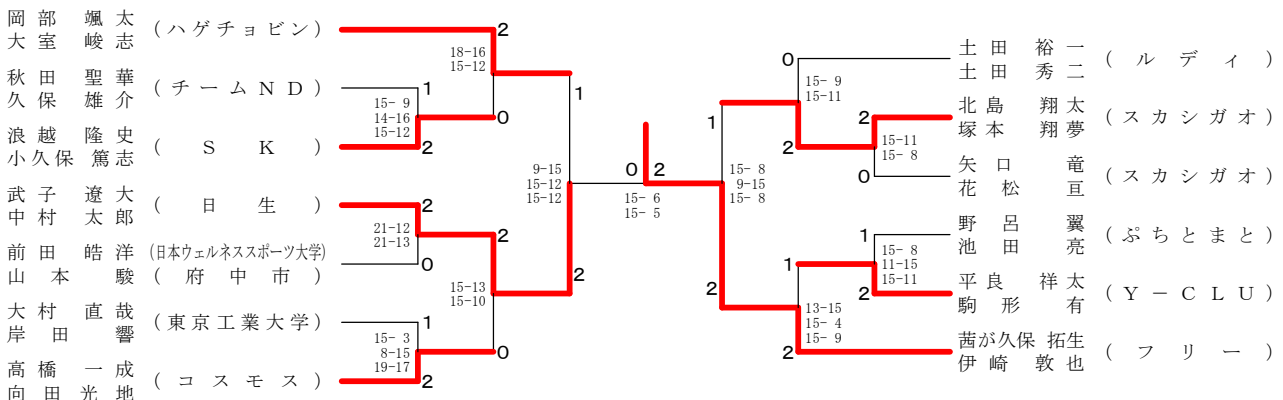 岡部 颯太
大室 峻志
(ハゲチョビン)
秋田 聖華
久保 雄介
(チームND)
浪越 隆史
小久保 篤志
(SK)
武子 遼大
中村 太郎
(日生)
前田 皓洋 (日本ウェルネススポーツ大学)
山本 駿 (府中市)
大村 直哉
岸田 響
(東京工業大学)
高橋 一成
向田 光地
(コスモス)
2
18-16
15-12
1
15- 9
14-16
15-12
0
2
1
2
21-12
21-13
0
2
9-15
15-12
15-12
2
15-13
15-10
1
15- 3
8-15
19-17
0
2
0 2
15- 6
15- 5
0
15- 9
15-11
1
2
2
15-11
15- 8
0
15- 8
9-15
15- 8
1
15- 8
11-15
15-11
1
2
2
13-15
15- 4
15- 9
2
土田 裕一
土田 秀二
(ルディ)
北島 翔太
塚本 翔夢
(スカシガオ)
矢口 竜
花松 亘
(スカシガオ)
野呂 翼
池田 亮
(ぷちとまと)
平良 祥太
駒形 有
(Y－CLU)
茜が久保 拓生
伊崎 敦也
(フリー)